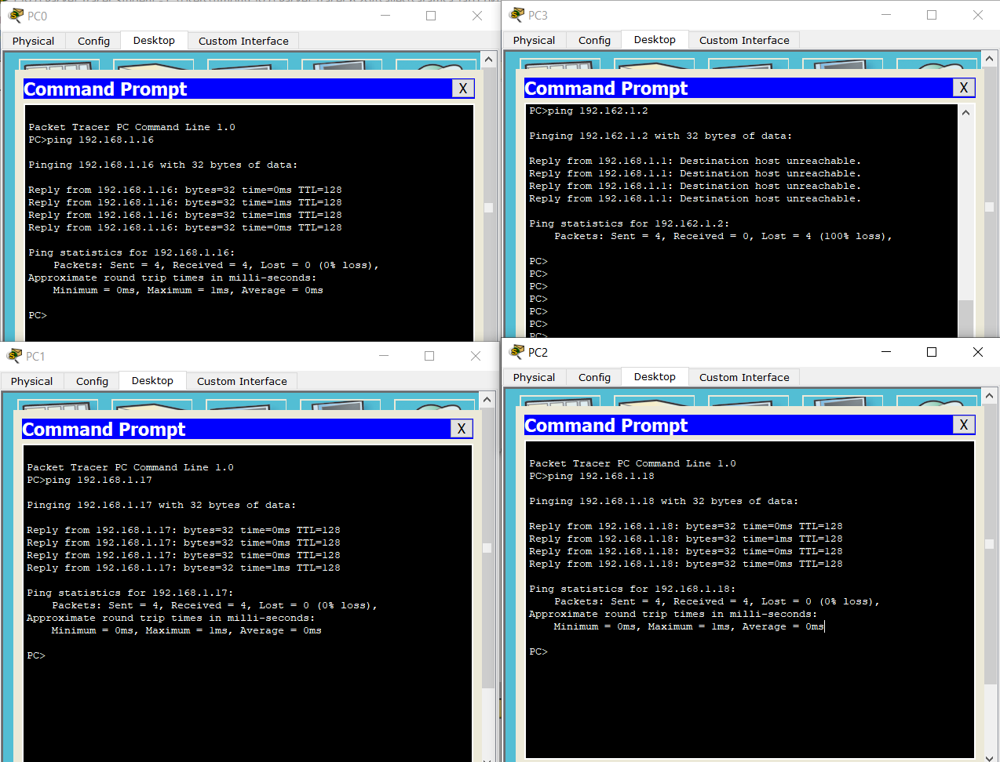 PC0
Physical Config Desktop Custom Interface
Command Prompt X
Packet Tracer PC Command Line 1.0
PC>ping 192.168.1.16
Pinging 192.168.1.16 with 32 bytes of data:
Reply from 192.168.1.16: bytes=32 time=0ms TTL=128
Reply from 192.168.1.16: bytes=32 time=1ms TTL=128
Reply from 192.168.1.16: bytes=32 time=1ms TTL=128
Reply from 192.168.1.16: bytes=32 time=0ms TTL=128
Ping statistics for 192.168.1.16:
Packets: Sent = 4, Received = 4, Lost = 0 (0% loss),
Approximate round trip times in milli-seconds:
Minimum = 0ms, Maximum = 1ms, Average = 0ms
PC>
PC3
Physical Config Desktop Custom Interface
Command Prompt X
PC>ping 192.162.1.2
Pinging 192.162.1.2 with 32 bytes of data:
Reply from 192.168.1.1: Destination host unreachable.
Reply from 192.168.1.1: Destination host unreachable.
Reply from 192.168.1.1: Destination host unreachable.
Reply from 192.168.1.1: Destination host unreachable.
Ping statistics for 192.162.1.2:
Packets: Sent = 4, Received = 0, Lost = 4 (100% loss),
PC>
PC>
PC>
PC>
PC>
PC>
PC>
PC1
Physical Config Desktop Custom Interface
Command Prompt X
Packet Tracer PC Command Line 1.0
PC>ping 192.168.1.17
Pinging 192.168.1.17 with 32 bytes of data:
Reply from 192.168.1.17: bytes=32 time=0ms TTL=128
Reply from 192.168.1.17: bytes=32 time=0ms TTL=128
Reply from 192.168.1.17: bytes=32 time=0ms TTL=128
Reply from 192.168.1.17: bytes=32 time=1ms TTL=128
Ping statistics for 192.168.1.17:
Packets: Sent = 4, Received = 4, Lost = 0 (0% loss),
Approximate round trip times in milli-seconds:
Minimum = 0ms, Maximum = 1ms, Average = 0ms
PC>
PC2
Physical Config Desktop Custom Interface
Command Prompt X
Packet Tracer PC Command Line 1.0
PC>ping 192.168.1.18
Pinging 192.168.1.18 with 32 bytes of data:
Reply from 192.168.1.18: bytes=32 time=0ms TTL=128
Reply from 192.168.1.18: bytes=32 time=1ms TTL=128
Reply from 192.168.1.18: bytes=32 time=0ms TTL=128
Reply from 192.168.1.18: bytes=32 time=0ms TTL=128
Ping statistics for 192.168.1.18:
Packets: Sent = 4, Received = 4, Lost = 0 (0% loss),
Approximate round trip times in milli-seconds:
Minimum = 0ms, Maximum = 1ms, Average = 0ms
PC>